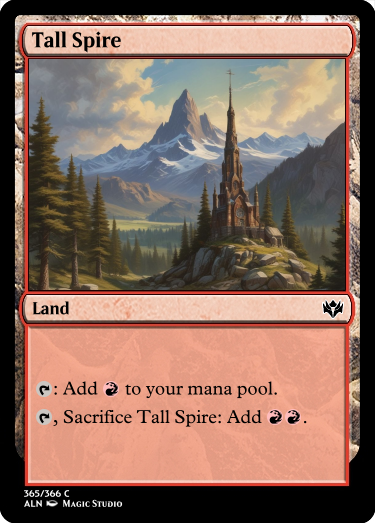 Tall Spire
Land
: Add to your mana pool.
, Sacrifice Tall Spire: Add .
365/366 C
ALN Magic Studio